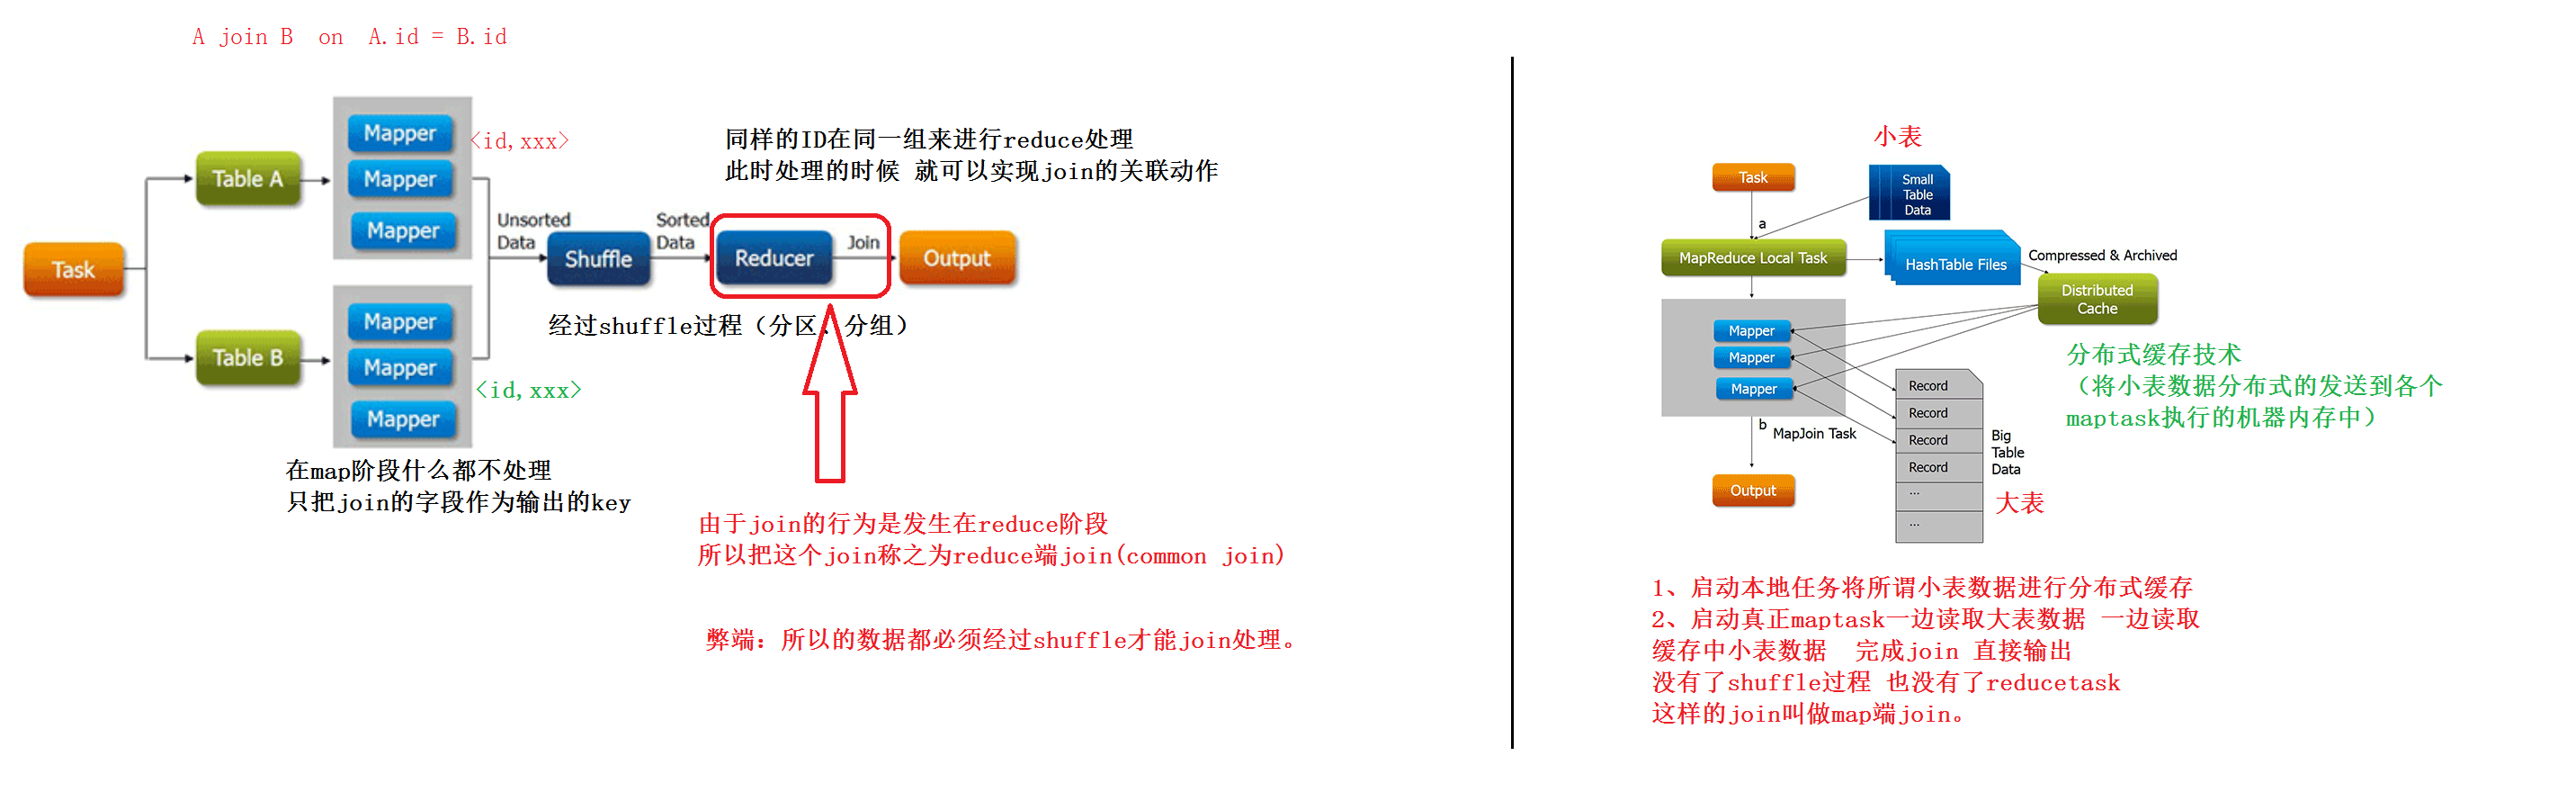 A join B  on  A.id = B.id
Task
Table A
Table B
Mapper
Mapper
Mapper
<id,xxx>
Mapper
Mapper
Mapper
<id,xxx>
在map阶段什么都不处理
只把join的字段作为输出的key
Unsorted
Data
Shuffle
Sorted
Data
Reducer
Join
Output
同样的ID在同一组来进行reduce处理
此时处理的时候 就可以实现join的关联动作
经过shuffle过程（分区、分组）
由于join的行为是发生在reduce阶段
所以把这个join称之为reduce端join(common join)
弊端：所以的数据都必须经过shuffle才能join处理。
小表
Task
Small
Table
Data
a
MapReduce Local Task
HashTable Files
Compressed & Archived
Distributed
Cache
Mapper
Mapper
Mapper
分布式缓存技术
（将小表数据分布式的发送到各个
maptask执行的机器内存中）
b
MapJoin Task
Output
Record
Record
Record
Record
...
...
Big
Table
Data
大表
1、启动本地任务将所谓小表数据进行分布式缓存
2、启动真正maptask一边读取大表数据 一边读取
缓存中小表数据  完成join 直接输出
没有了shuffle过程 也没有了reducetask
这样的join叫做map端join。